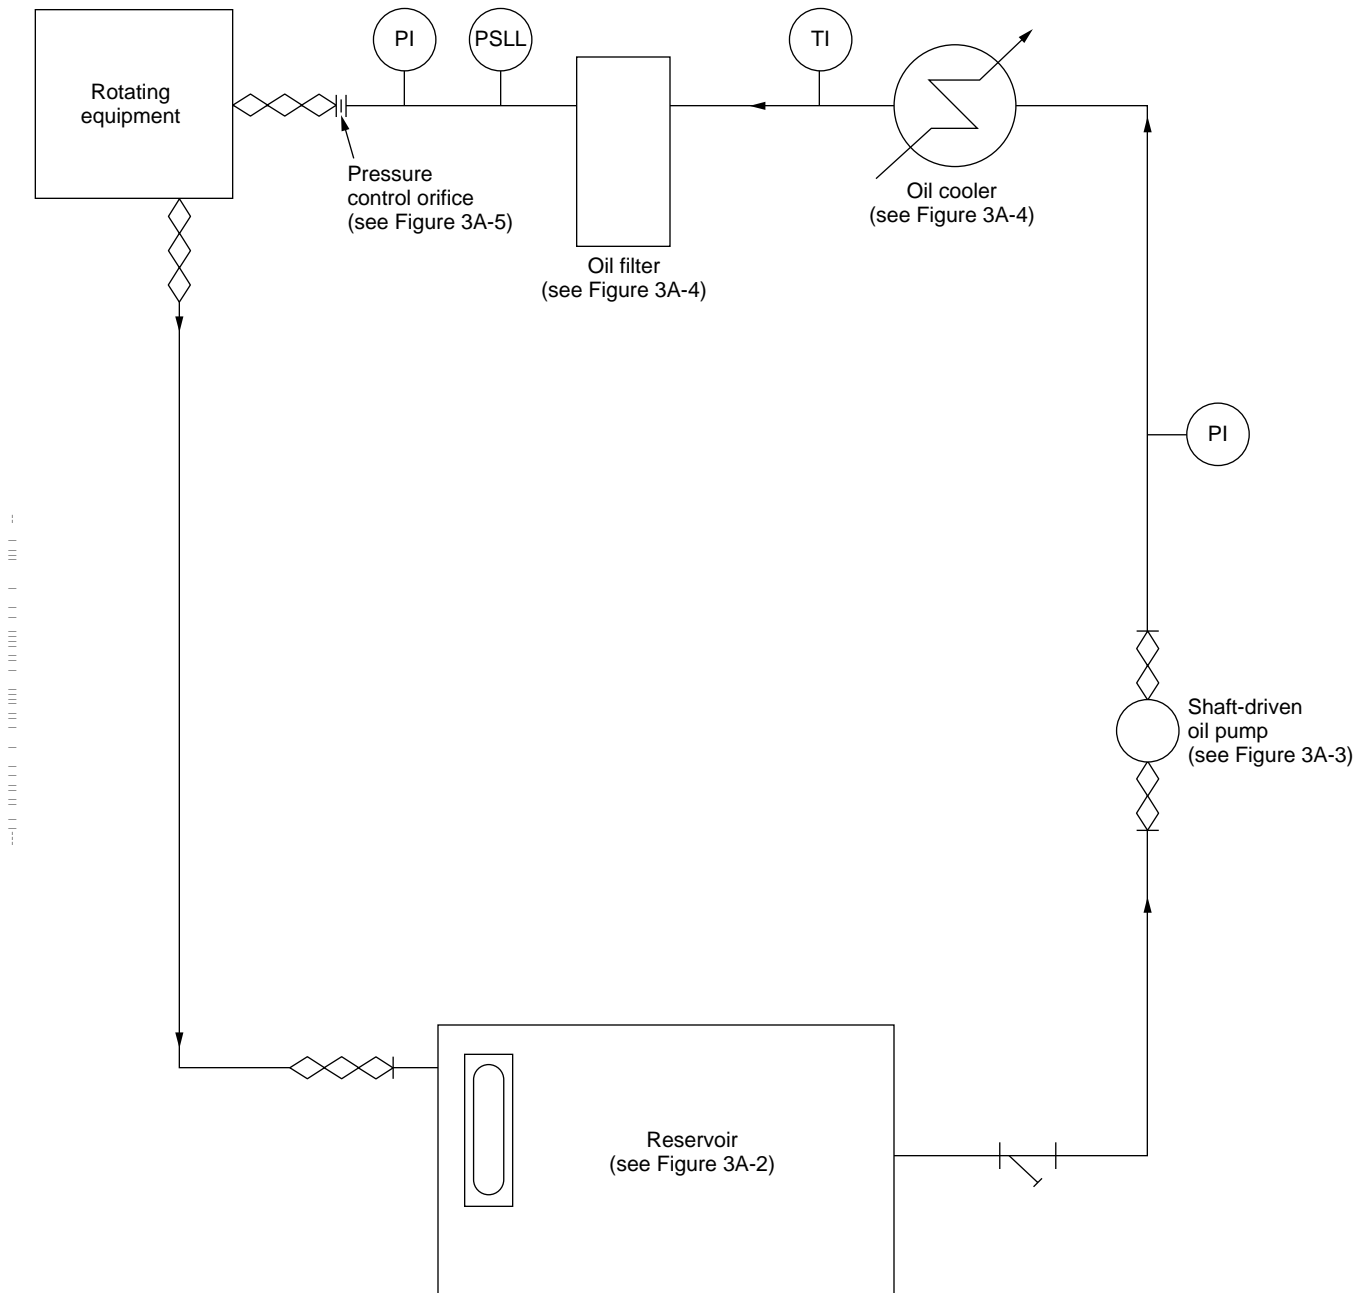 PI
PSLL
TI
Rotating
equipment
Pressure
control orifice
(see Figure 3A-5)
Oil cooler
(see Figure 3A-4)
Oil filter
(see Figure 3A-4)
PI
Shaft-driven
oil pump
(see Figure 3A-3)
Reservoir
(see Figure 3A-2)